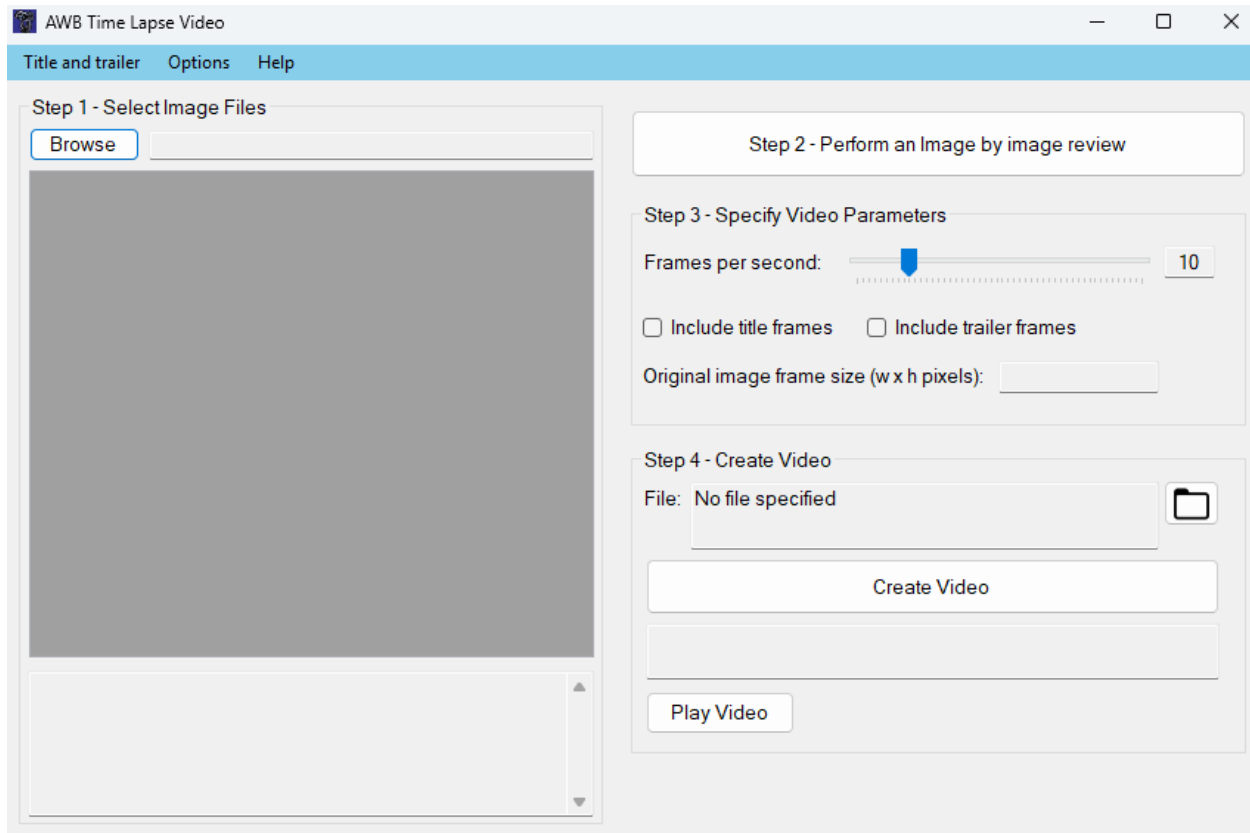 AWB Time Lapse Video
Title and trailer Options Help
Step 1 - Select Image Files
Browse
Step 2 - Perform an Image by image review
Step 3 - Specify Video Parameters
Frames per second: 10
Include title frames Include trailer frames
Original image frame size (w x h pixels):
Step 4 - Create Video
File: No file specified
Create Video
Play Video